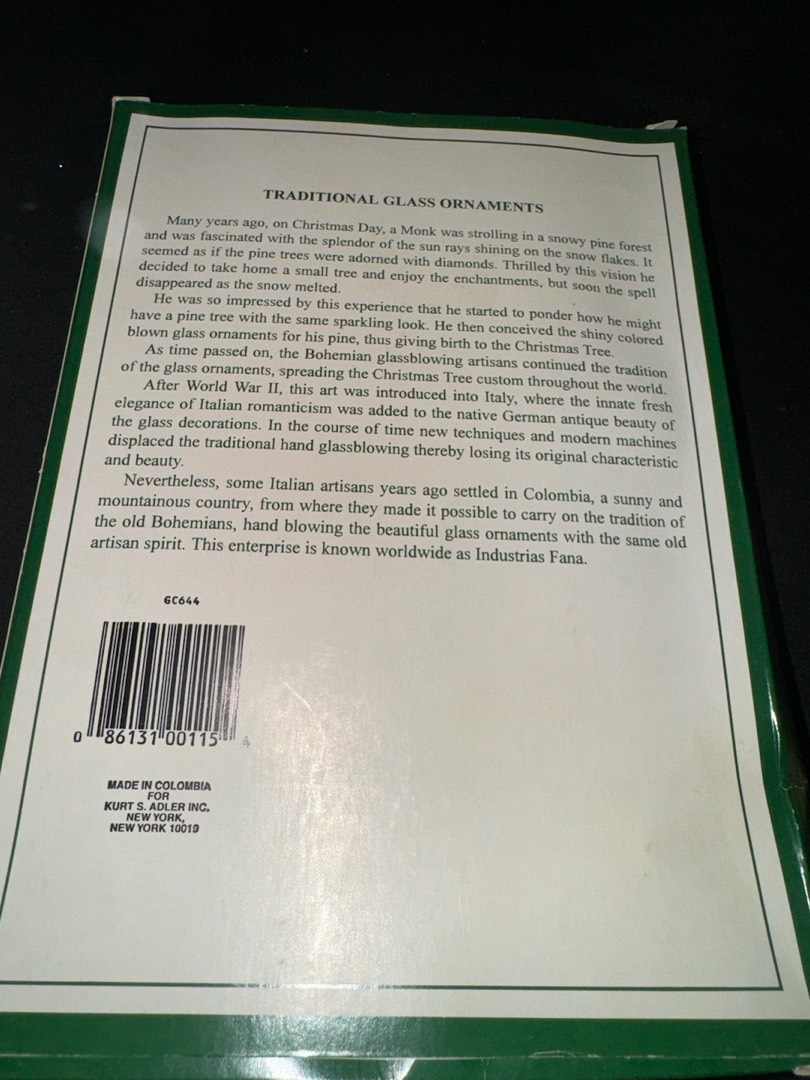 TRADITIONAL GLASS ORNAMENTS
Many years ago, on Christmas Day, a Monk was strolling in a snowy pine forest
and was fascinated with the splendor of the sun rays shining on the snow flakes. It
seemed as if the pine trees were adorned with diamonds. Thrilled by this vision he
decided to take home a small tree and enjoy the enchantments, but soon the spell
disappeared as the snow melted.
He was so impressed by this experience that he started to ponder how he might
have a pine tree with the same sparkling look. He then conceived the shiny colored
blown glass ornaments for his pine, thus giving birth to the Christmas Tree.
As time passed on, the Bohemian glassblowing artisans continued the tradition
of the glass ornaments, spreading the Christmas Tree custom throughout the world.
After World War II, this art was introduced into Italy, where the innate fresh
elegance of Italian romanticism was added to the native German antique beauty of
the glass decorations. In the course of time new techniques and modern machines
displaced the traditional hand glassblowing thereby losing its original characteristic
and beauty.
Nevertheless, some Italian artisans years ago settled in Colombia, a sunny and
mountainous country, from where they made it possible to carry on the tradition of
the old Bohemians, hand blowing the beautiful glass ornaments with the same old
artisan spirit. This enterprise is known worldwide as Industrias Fana.
GC644
0 86131 00115 4
MADE IN COLOMBIA
FOR
KURT S. ADLER INC.
NEW YORK,
NEW YORK 10010